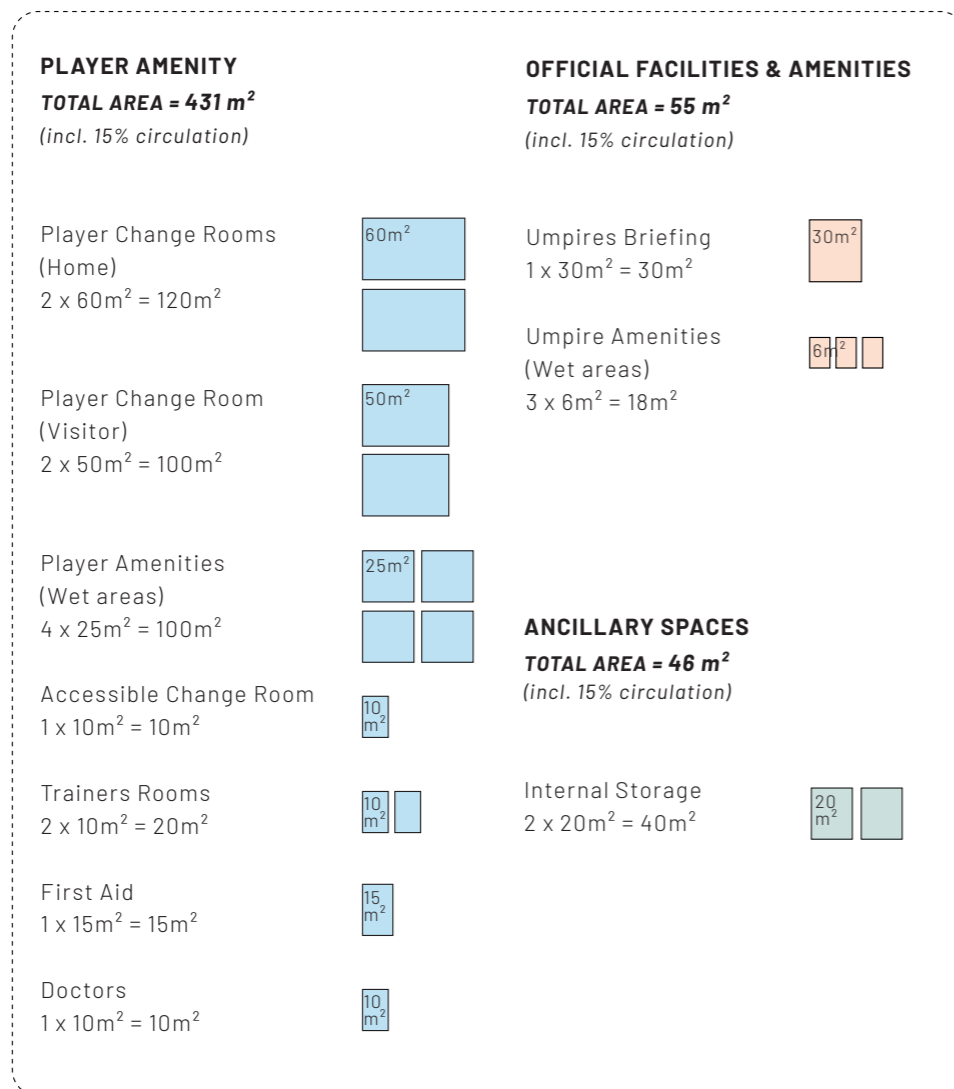 PLAYER AMENITY
TOTAL AREA = 431 m²
(incl. 15% circulation)
Player Change Rooms
(Home)
2 x 60m² = 120m²
60m²
Player Change Room
(Visitor)
2 x 50m² = 100m²
50m²
Player Amenities
(Wet areas)
4 x 25m² = 100m²
25m²
Accessible Change Room
1 x 10m² = 10m²
10
m²
Trainers Rooms
2 x 10m² = 20m²
10
m²
First Aid
1 x 15m² = 15m²
15
m²
Doctors
1 x 10m² = 10m²
10
m²
OFFICIAL FACILITIES & AMENITIES
TOTAL AREA = 55 m²
(incl. 15% circulation)
Umpires Briefing
1 x 30m² = 30m²
30m²
Umpire Amenities
(Wet areas)
3 x 6m² = 18m²
6m²
ANCILLARY SPACES
TOTAL AREA = 46 m²
(incl. 15% circulation)
Internal Storage
2 x 20m² = 40m²
20
m²